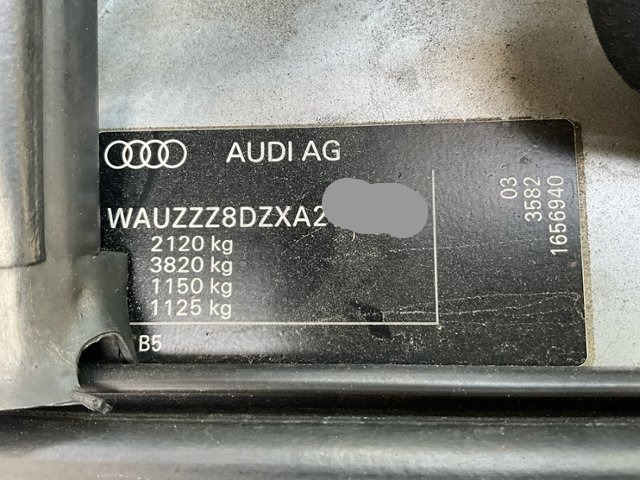 AUDI AG
WAUZZZ8DZXA2
2120 kg
3820 kg
1150 kg
1125 kg
B5
03
3582
1656940